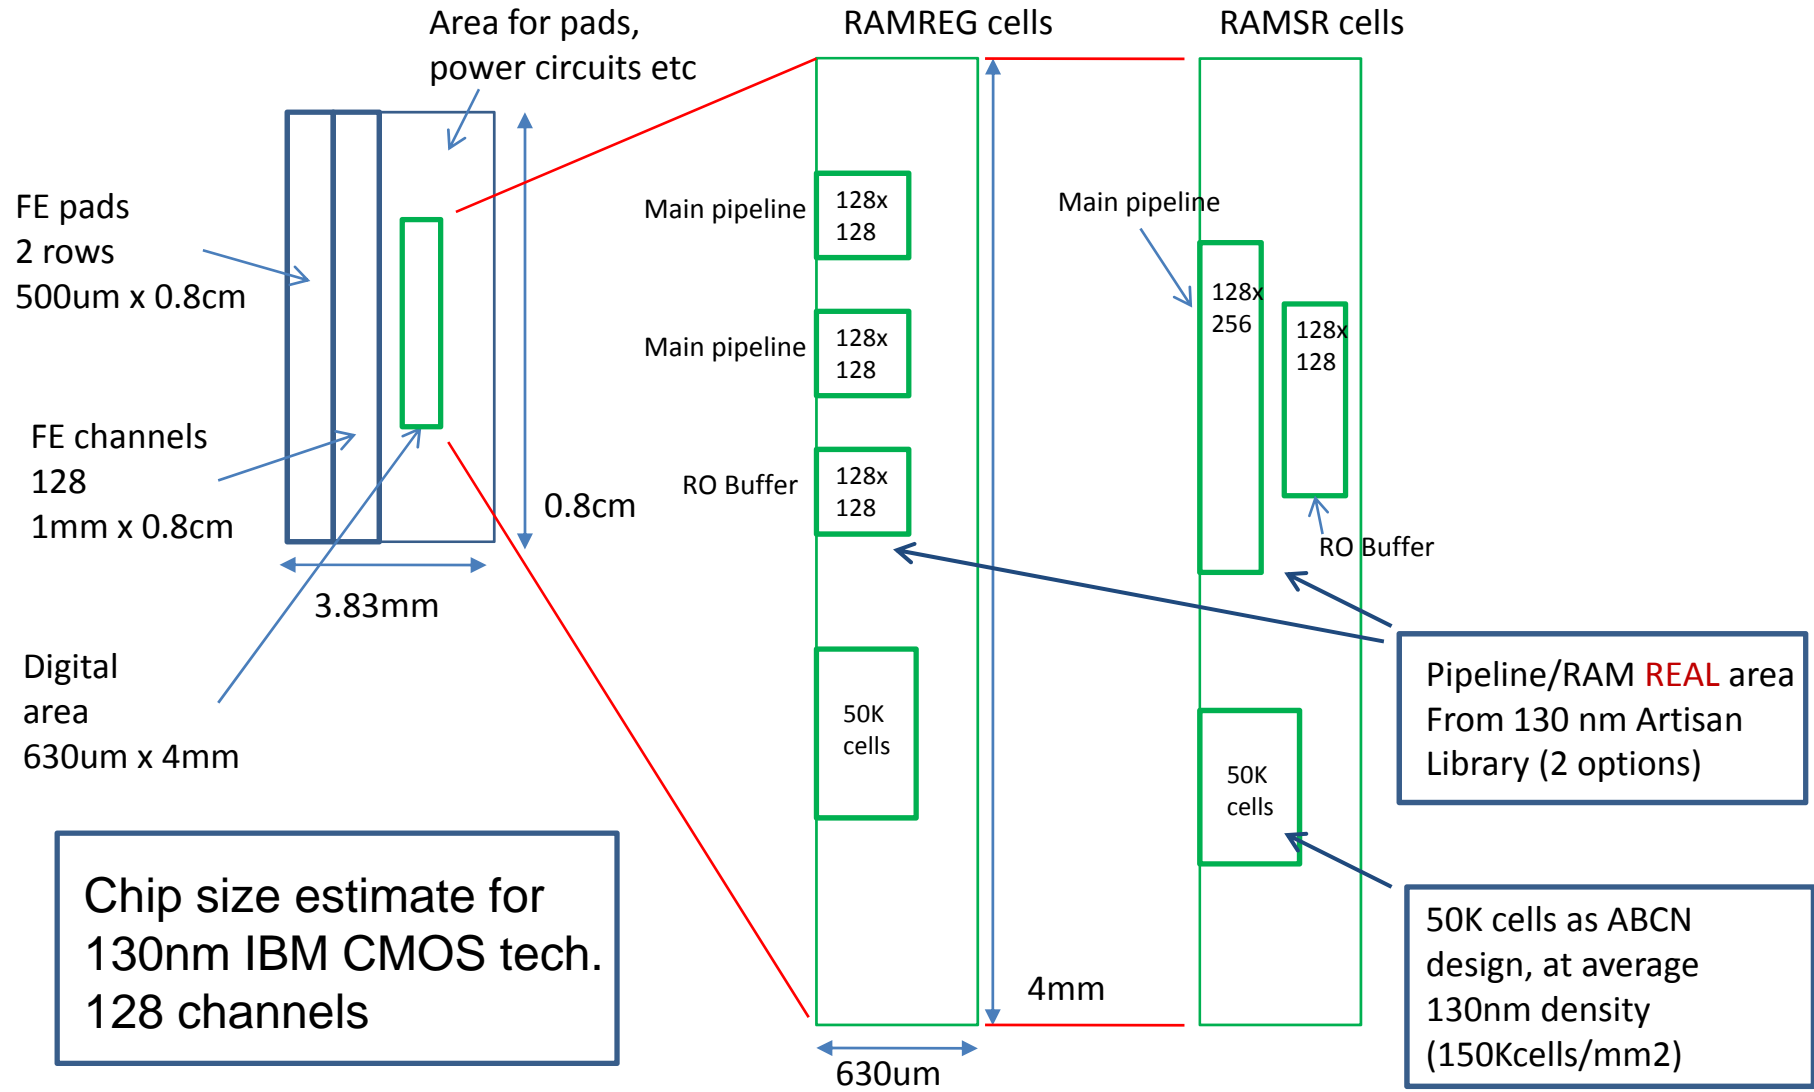 Area for pads,
power circuits etc
RAMREG cells
RAMSR cells
FE pads
2 rows
500um x 0.8cm
FE channels
128
1mm x 0.8cm
Digital
area
630um x 4mm
0.8cm
3.83mm
Main pipeline
128x
128
Main pipeline
128x
128
RO Buffer
128x
128
50K
cells
4mm
630um
Main pipeline
128x
256
128x
128
RO Buffer
50K
cells
Pipeline/RAM REAL area
From 130 nm Artisan
Library (2 options)
50K cells as ABCN
design, at average
130nm density
(150Kcells/mm2)
Chip size estimate for
130nm IBM CMOS tech.
128 channels